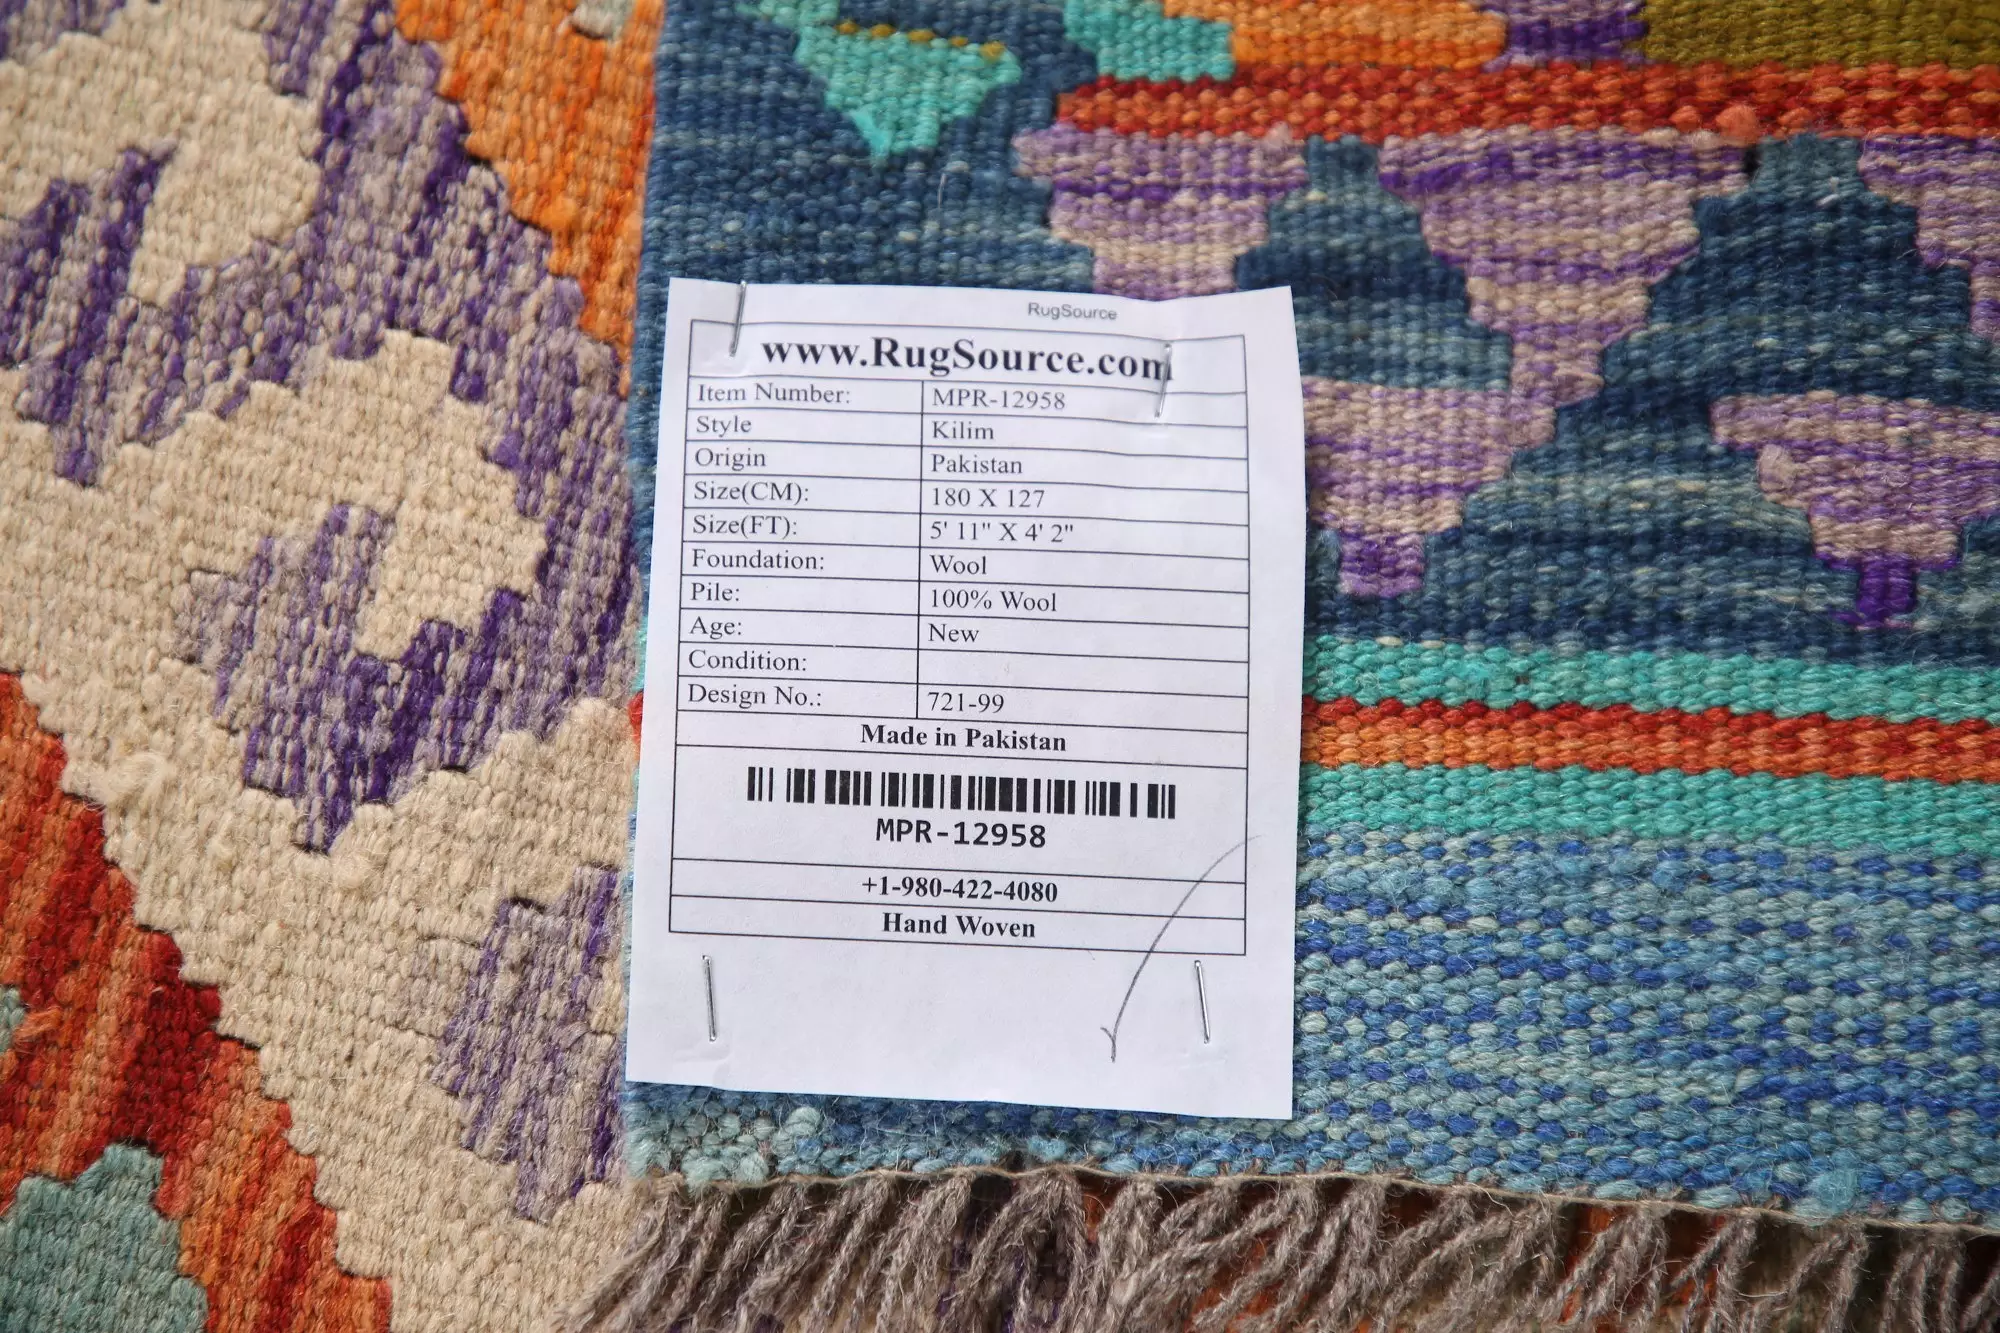 RugSource
www.RugSource.com
Item Number: MPR-12958
Style Kilim
Origin Pakistan
Size(CM): 180 X 127
Size(FT): 5' 11" X 4' 2"
Foundation: Wool
Pile: 100% Wool
Age: New
Condition:
Design No.: 721-99
Made in Pakistan
MPR-12958
+1-980-422-4080
Hand Woven